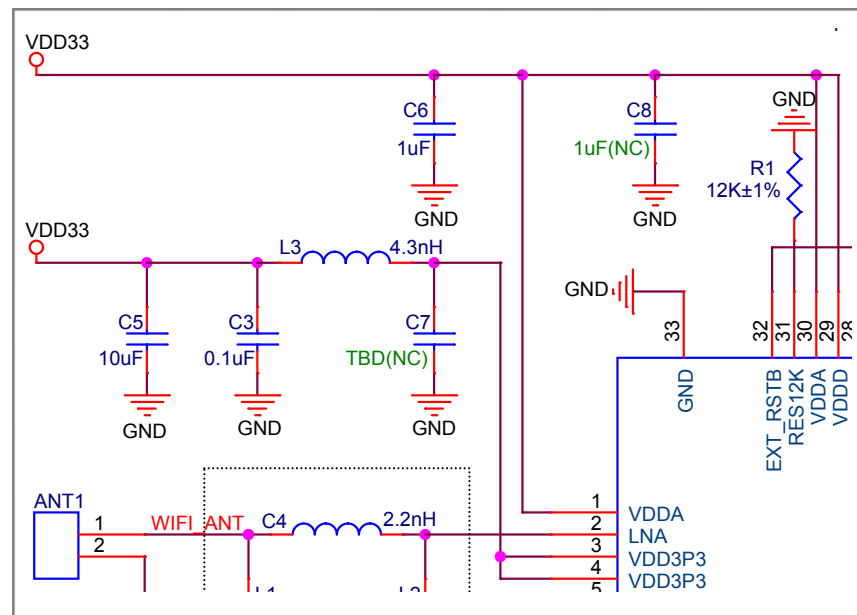 VDD33
C6
1uF
GND
C8
1uF(NC)
GND
GND
R1
12K±1%
VDD33
L3
4.3nH
C5
10uF
GND
C3
0.1uF
GND
C7
TBD(NC)
GND
GND
33
32
31
30
29
28
GND
EXT_RSTB
RES12K
VDDA
VDDD
ANT1
1
2
WIFI_ANT
C4
2.2nH
L1
L2
1
VDDA
2
LNA
3
VDD3P3
4
VDD3P3
5